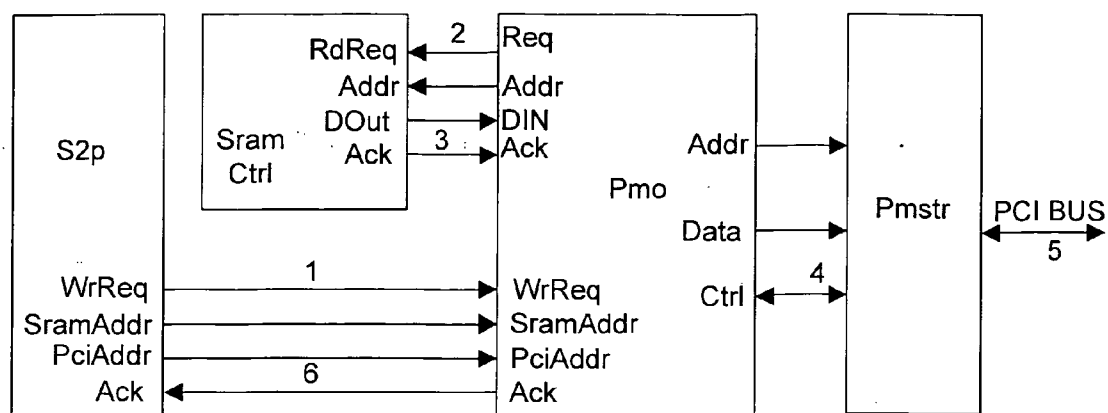 S2p
WrReq
SramAddr
PciAddr
Ack
Sram
Ctrl
RdReq
Addr
DOut
Ack
2
3
Req
Addr
DIN
Ack
Pmo
Addr
Data
Ctrl
4
1
WrReq
SramAddr
PciAddr
6
Ack
Pmstr
PCI BUS
5